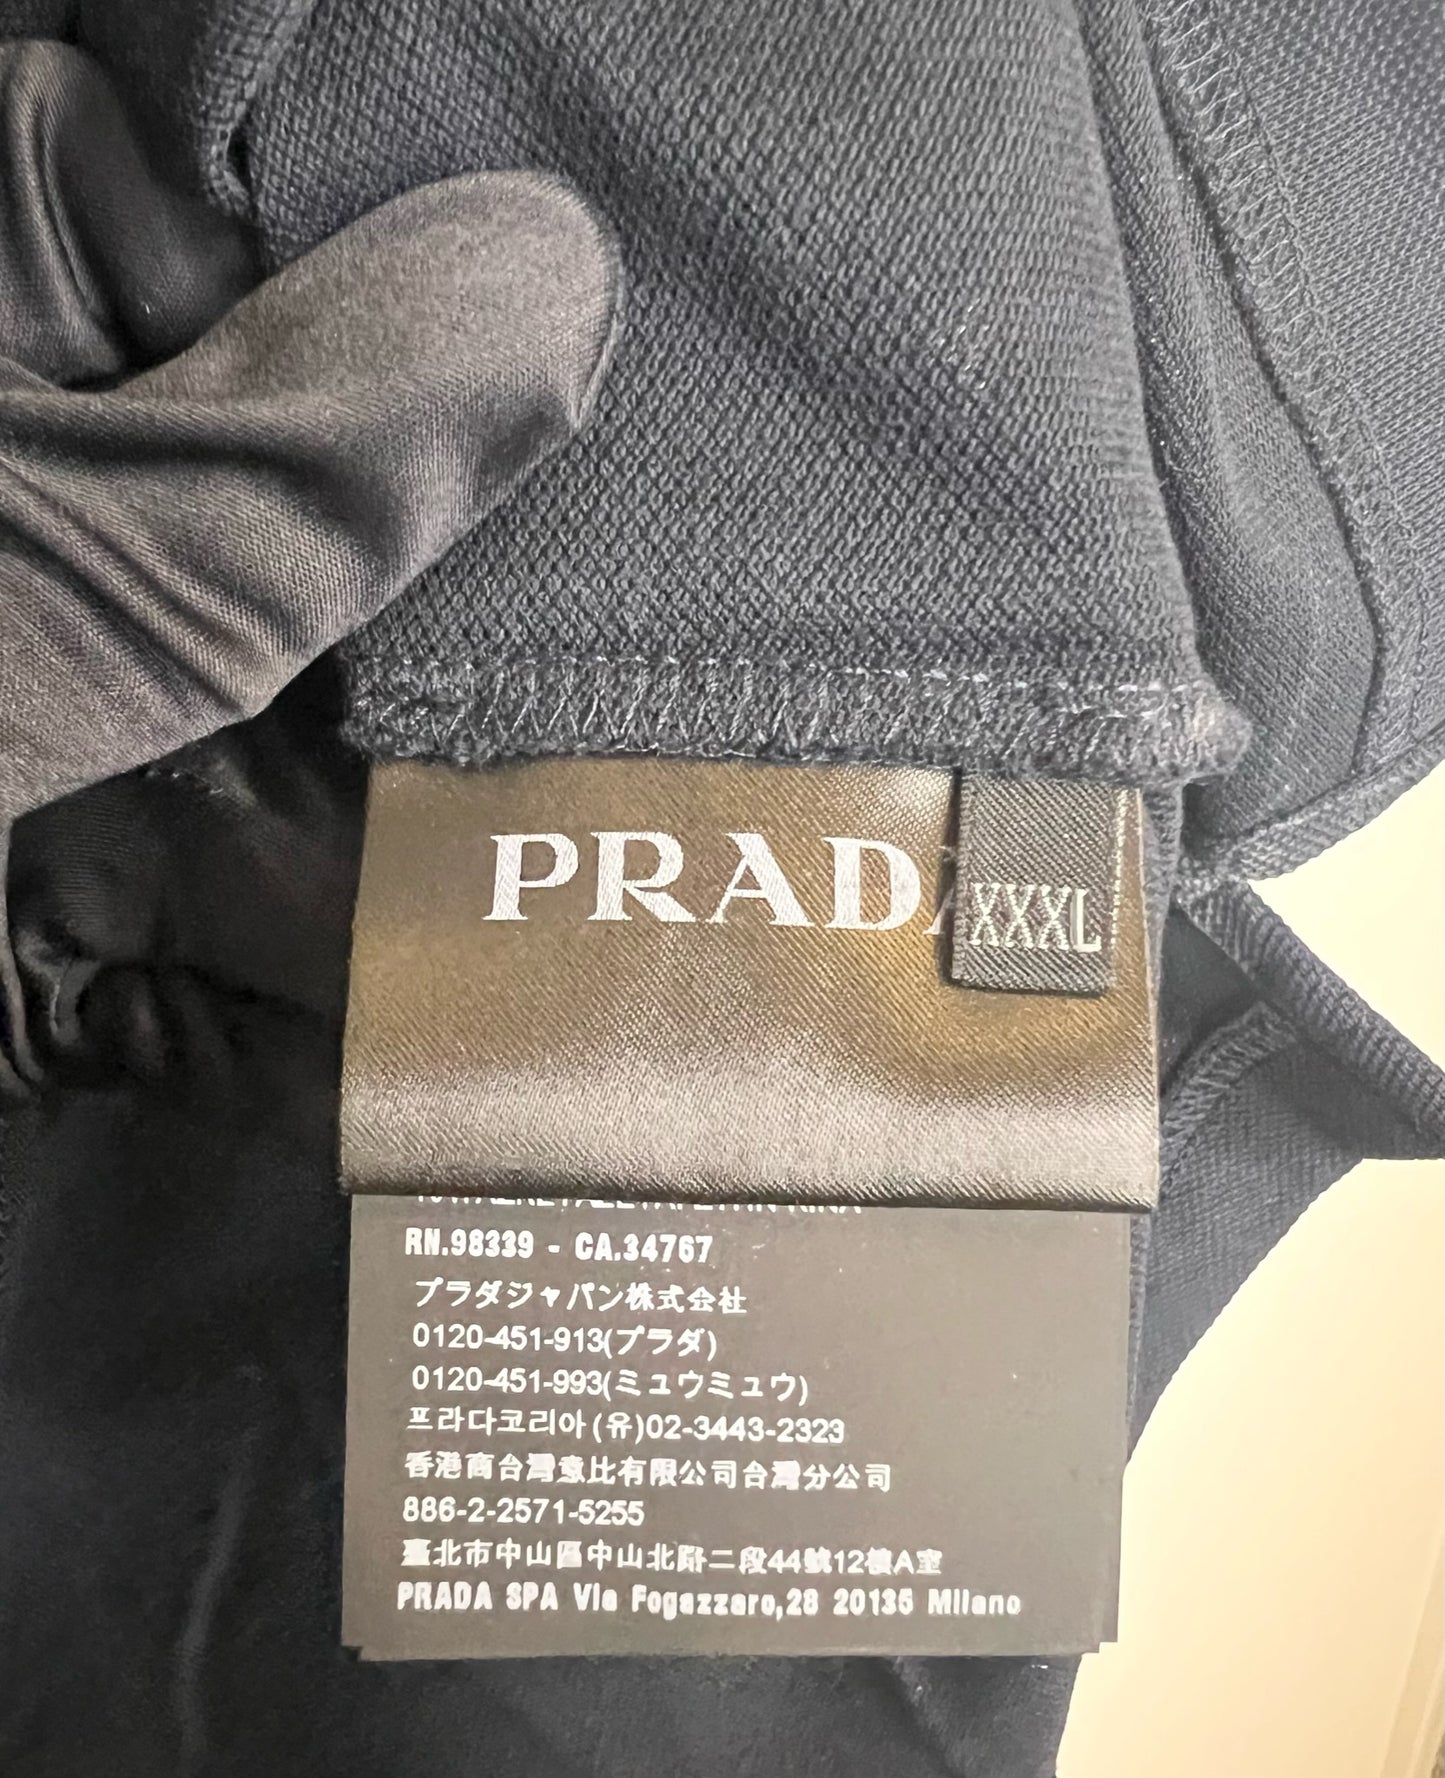 PRADA
XXXL
RN.98339 - CA.34767
プラダジャパン株式会社
0120-451-913(プラダ)
0120-451-993(ミュウミュウ)
프라다코리아(유)02-3443-2323
香港商台灣意比有限公司台灣分公司
886-2-2571-5255
臺北市中山區中山北路二段44號12樓A室
PRADA SPA Via Fogazzaro,28 20135 Milano